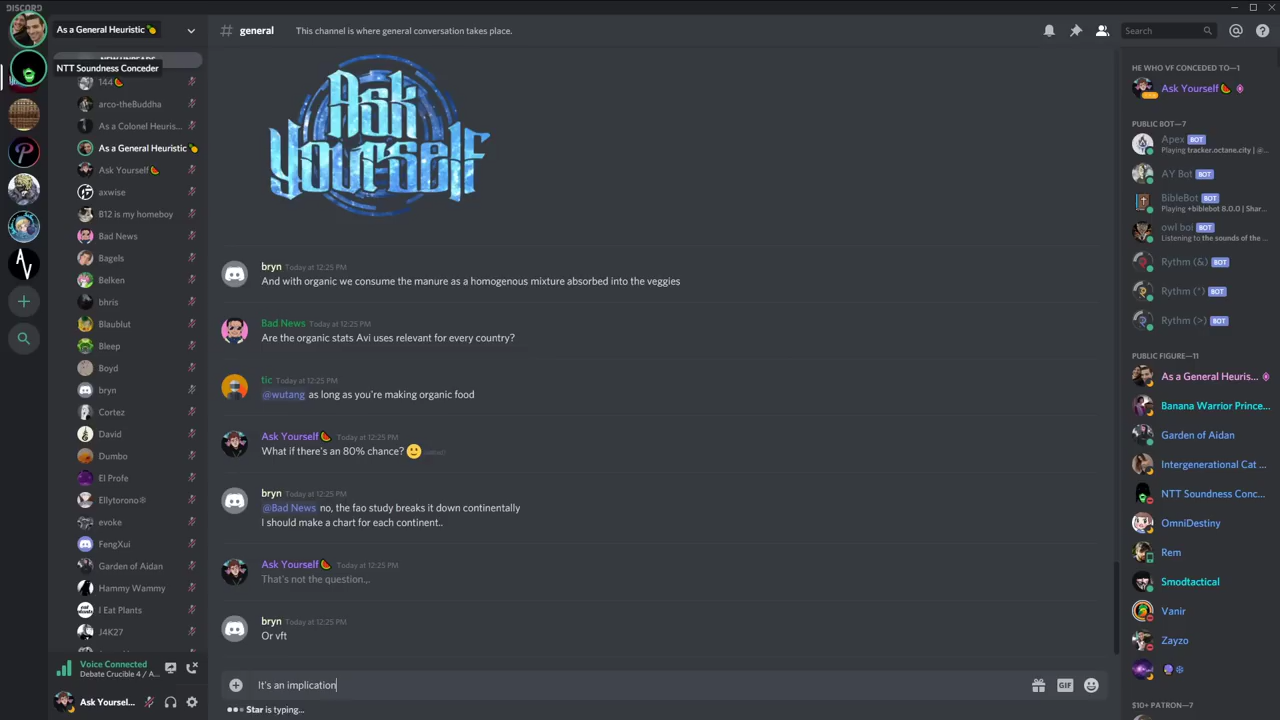 DISCORD
As a General Heuristic
NTT Soundness Conceder
144
arco-theBuddha
As a Colonel Heuris...
As a General Heuristic
Ask Yourself
axwise
B12 is my homeboy
Bad News
Bagels
Belken
bhris
Blaublut
Bleep
Boyd
bryn
Cortez
David
Dumbo
El Profe
Ellytorono❄
evoke
FengXui
Garden of Aidan
Hammy Wammy
I Eat Plants
J4K27
Voice Connected
Debate Crucible 4 / A...
Ask Yoursel...
# general
This channel is where general conversation takes place.
Search
Ask
Yourself
bryn Today at 12:25 PM
And with organic we consume the manure as a homogenous mixture absorbed into the veggies
Bad News Today at 12:25 PM
Are the organic stats Avi uses relevant for every country?
tic Today at 12:25 PM
@wutang as long as you're making organic food
Ask Yourself Today at 12:25 PM
What if there's an 80% chance? 🙂 (edited)
bryn Today at 12:25 PM
@Bad News no, the fao study breaks it down continentally
I should make a chart for each continent..
Ask Yourself Today at 12:25 PM
That's not the question...
bryn Today at 12:25 PM
Or vft
It's an implication
GIF
Star is typing...
HE WHO VF CONCEDED TO—1
Ask Yourself
PUBLIC BOT—7
Apex BOT
Playing tracker.octane.city | @...
AY Bot BOT
BibleBot BOT
Playing +biblebot 8.0.0 | Shar...
owl boi BOT
Listening to the sounds of the ...
Rythm (&) BOT
Rythm (*) BOT
Rythm (>) BOT
PUBLIC FIGURE—11
As a General Heuris...
Banana Warrior Prince...
Garden of Aidan
Intergenerational Cat ...
NTT Soundness Conc...
OmniDestiny
Rem
Smodtactical
Vanir
Zayzo
$10+ PATRON—7